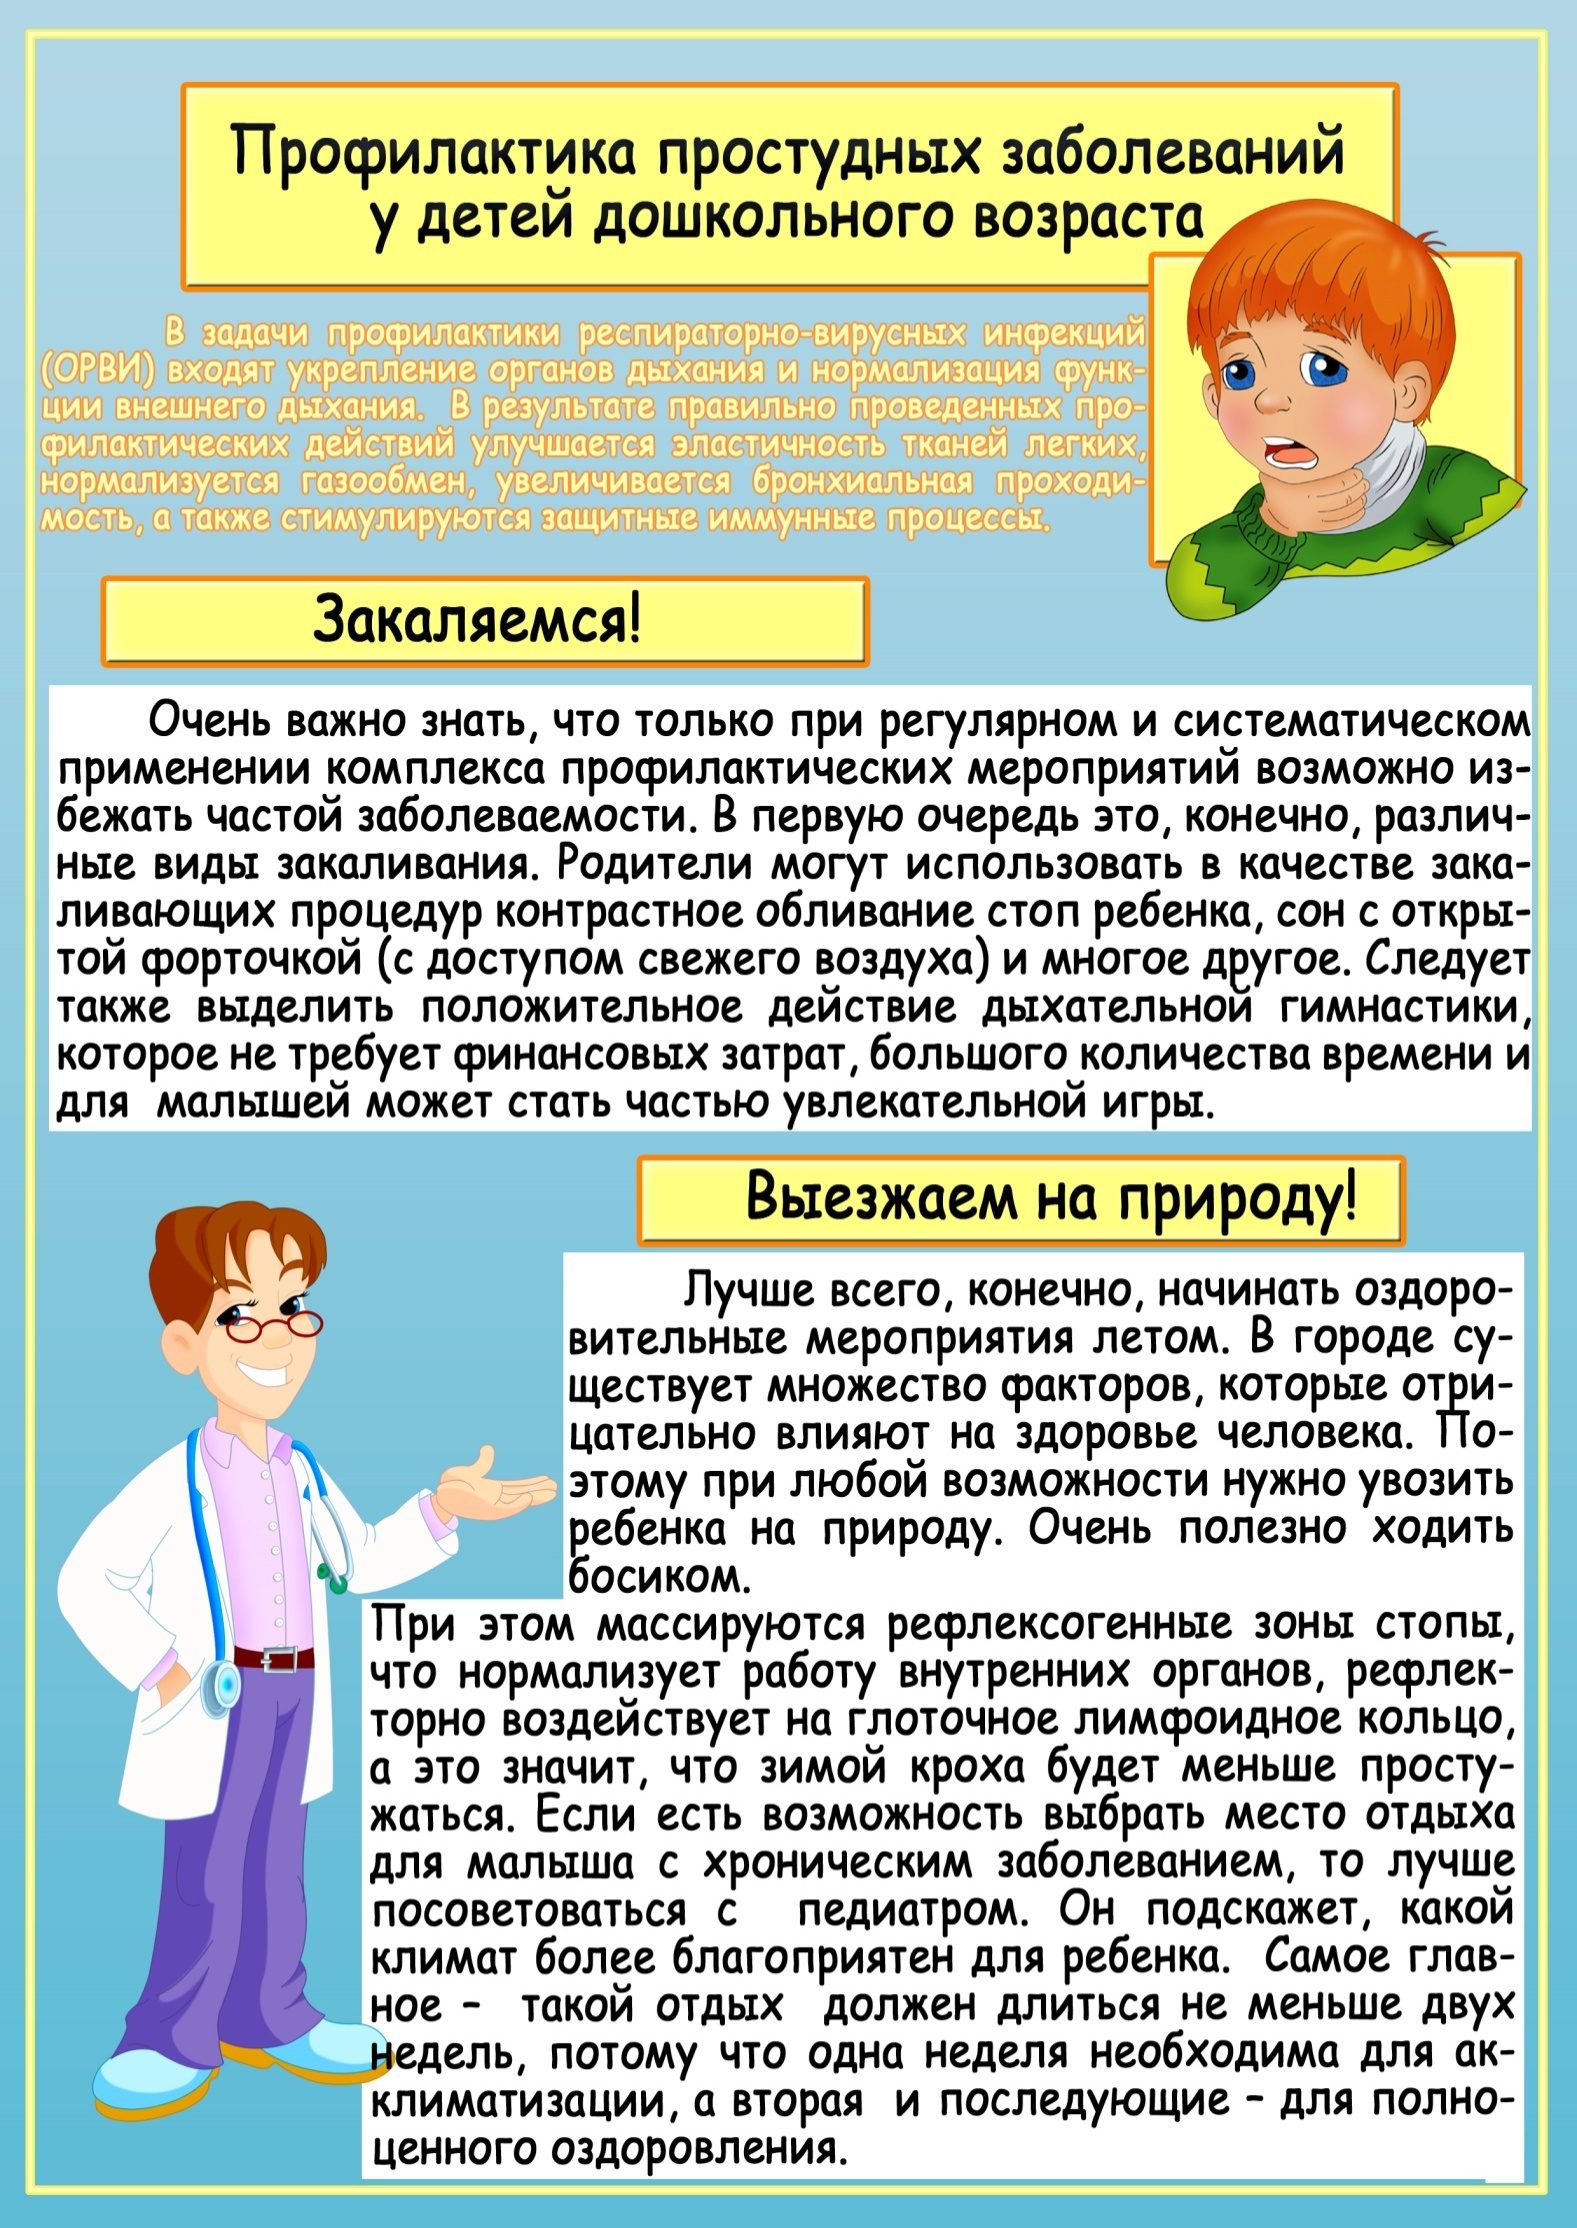 Профилактика простудных заболеваний
у детей дошкольного возраста
В задачи профилактики респираторно-вирусных инфекций
(ОРВИ) входят укрепление органов дыхания и нормализация функ-
ции внешнего дыхания. В результате правильно проведенных про-
филактических действий улучшается эластичность тканей легких,
нормализуется газообмен, увеличивается бронхиальная проходи-
мость, а также стимулируются защитные иммунные процессы.
Закаляемся!
Очень важно знать, что только при регулярном и систематическом
применении комплекса профилактических мероприятий возможно из-
бежать частой заболеваемости. В первую очередь это, конечно, различ-
ные виды закаливания. Родители могут использовать в качестве зака-
ливающих процедур контрастное обливание стоп ребенка, сон с откры-
той форточкой (с доступом свежего воздуха) и многое другое. Следует
также выделить положительное действие дыхательной гимнастики,
которое не требует финансовых затрат, большого количества времени и
для малышей может стать частью увлекательной игры.
Выезжаем на природу!
Лучше всего, конечно, начинать оздоро-
вительные мероприятия летом. В городе су-
ществует множество факторов, которые отри-
цательно влияют на здоровье человека. По-
этому при любой возможности нужно увозить
ребенка на природу. Очень полезно ходить
босиком.
При этом массируются рефлексогенные зоны стопы,
что нормализует работу внутренних органов, рефлек-
торно воздействует на глоточное лимфоидное кольцо,
а это значит, что зимой кроха будет меньше просту-
жаться. Если есть возможность выбрать место отдыха
для малыша с хроническим заболеванием, то лучше
посоветоваться с педиатром. Он подскажет, какой
климат более благоприятен для ребенка. Самое глав-
ное – такой отдых должен длиться не меньше двух
недель, потому что одна неделя необходима для ак-
климатизации, а вторая и последующие – для полно-
ценного оздоровления.